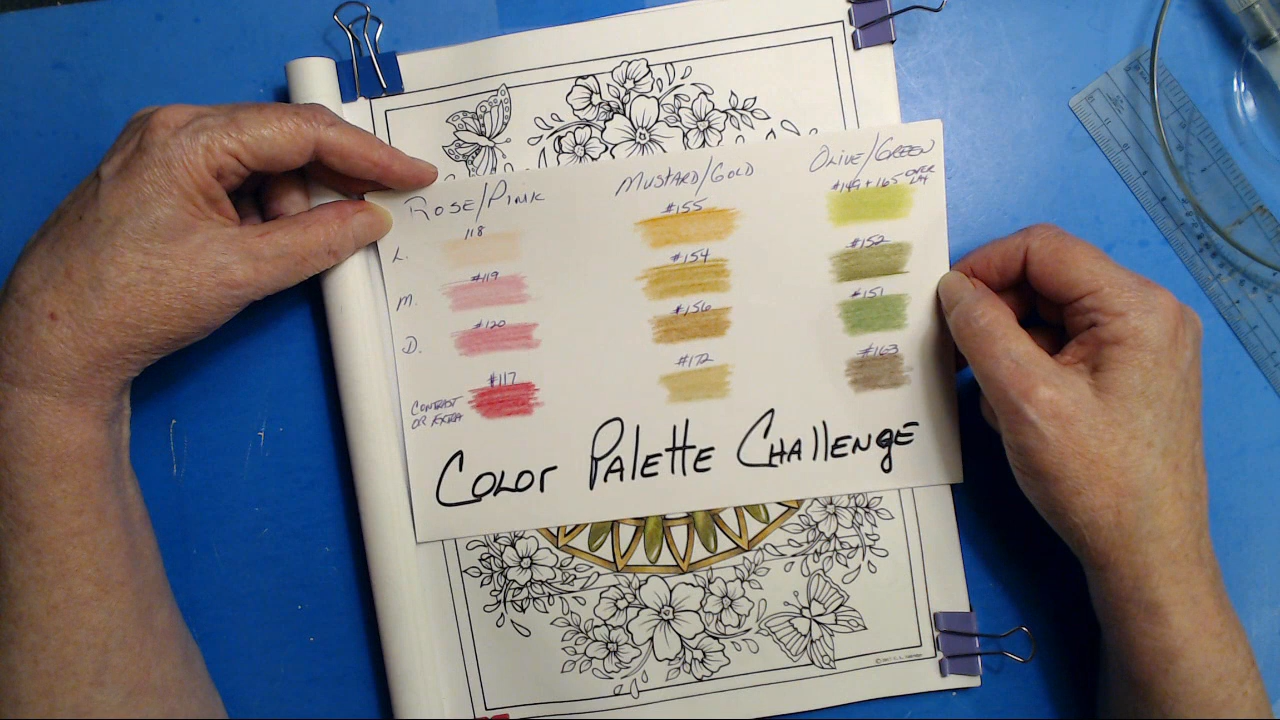 ROSE/PINK MUSTARD/GOLD OLIVE/GREEN
L. 118 #155 #149+165 OVER LAY
M. #119 #154 #152
D. #120 #156 #151
CONTRAST OR EXTRA #117 #172 #163
COLOR PALETTE CHALLENGE